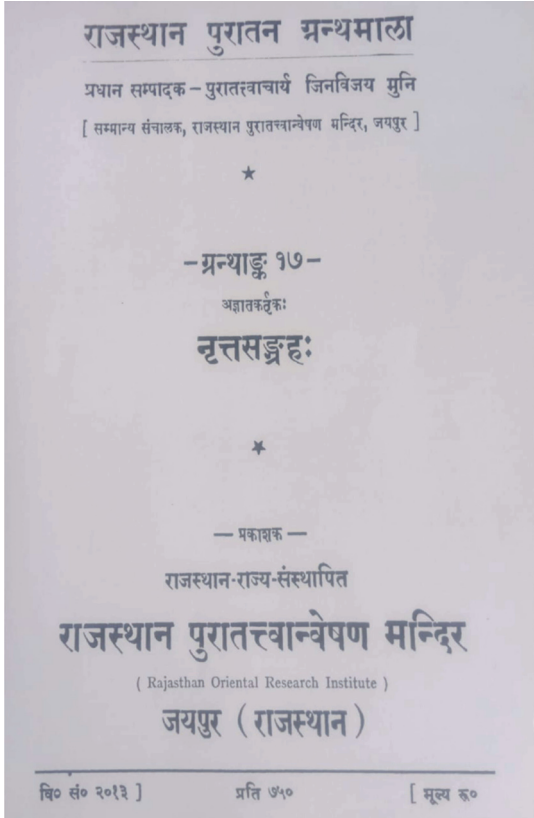 राजस्थान पुरातन ग्रन्थमाला
प्रधान सम्पादक – पुरातत्त्वाचार्य जिनविजय मुनि
[ सम्मान्य संचालक, राजस्थान पुरातत्त्वान्वेषण मन्दिर, जयपुर ]
–ग्रन्थाङ्क १७–
अज्ञातकर्तृकः
नृत्तसङ्ग्रहः
— प्रकाशक —
राजस्थान-राज्य-संस्थापित
राजस्थान पुरातत्त्वान्वेषण मन्दिर
( Rajasthan Oriental Research Institute )
जयपुर ( राजस्थान )
वि० सं० २०१३ ] प्रति ७५० [ मूल्य रू०